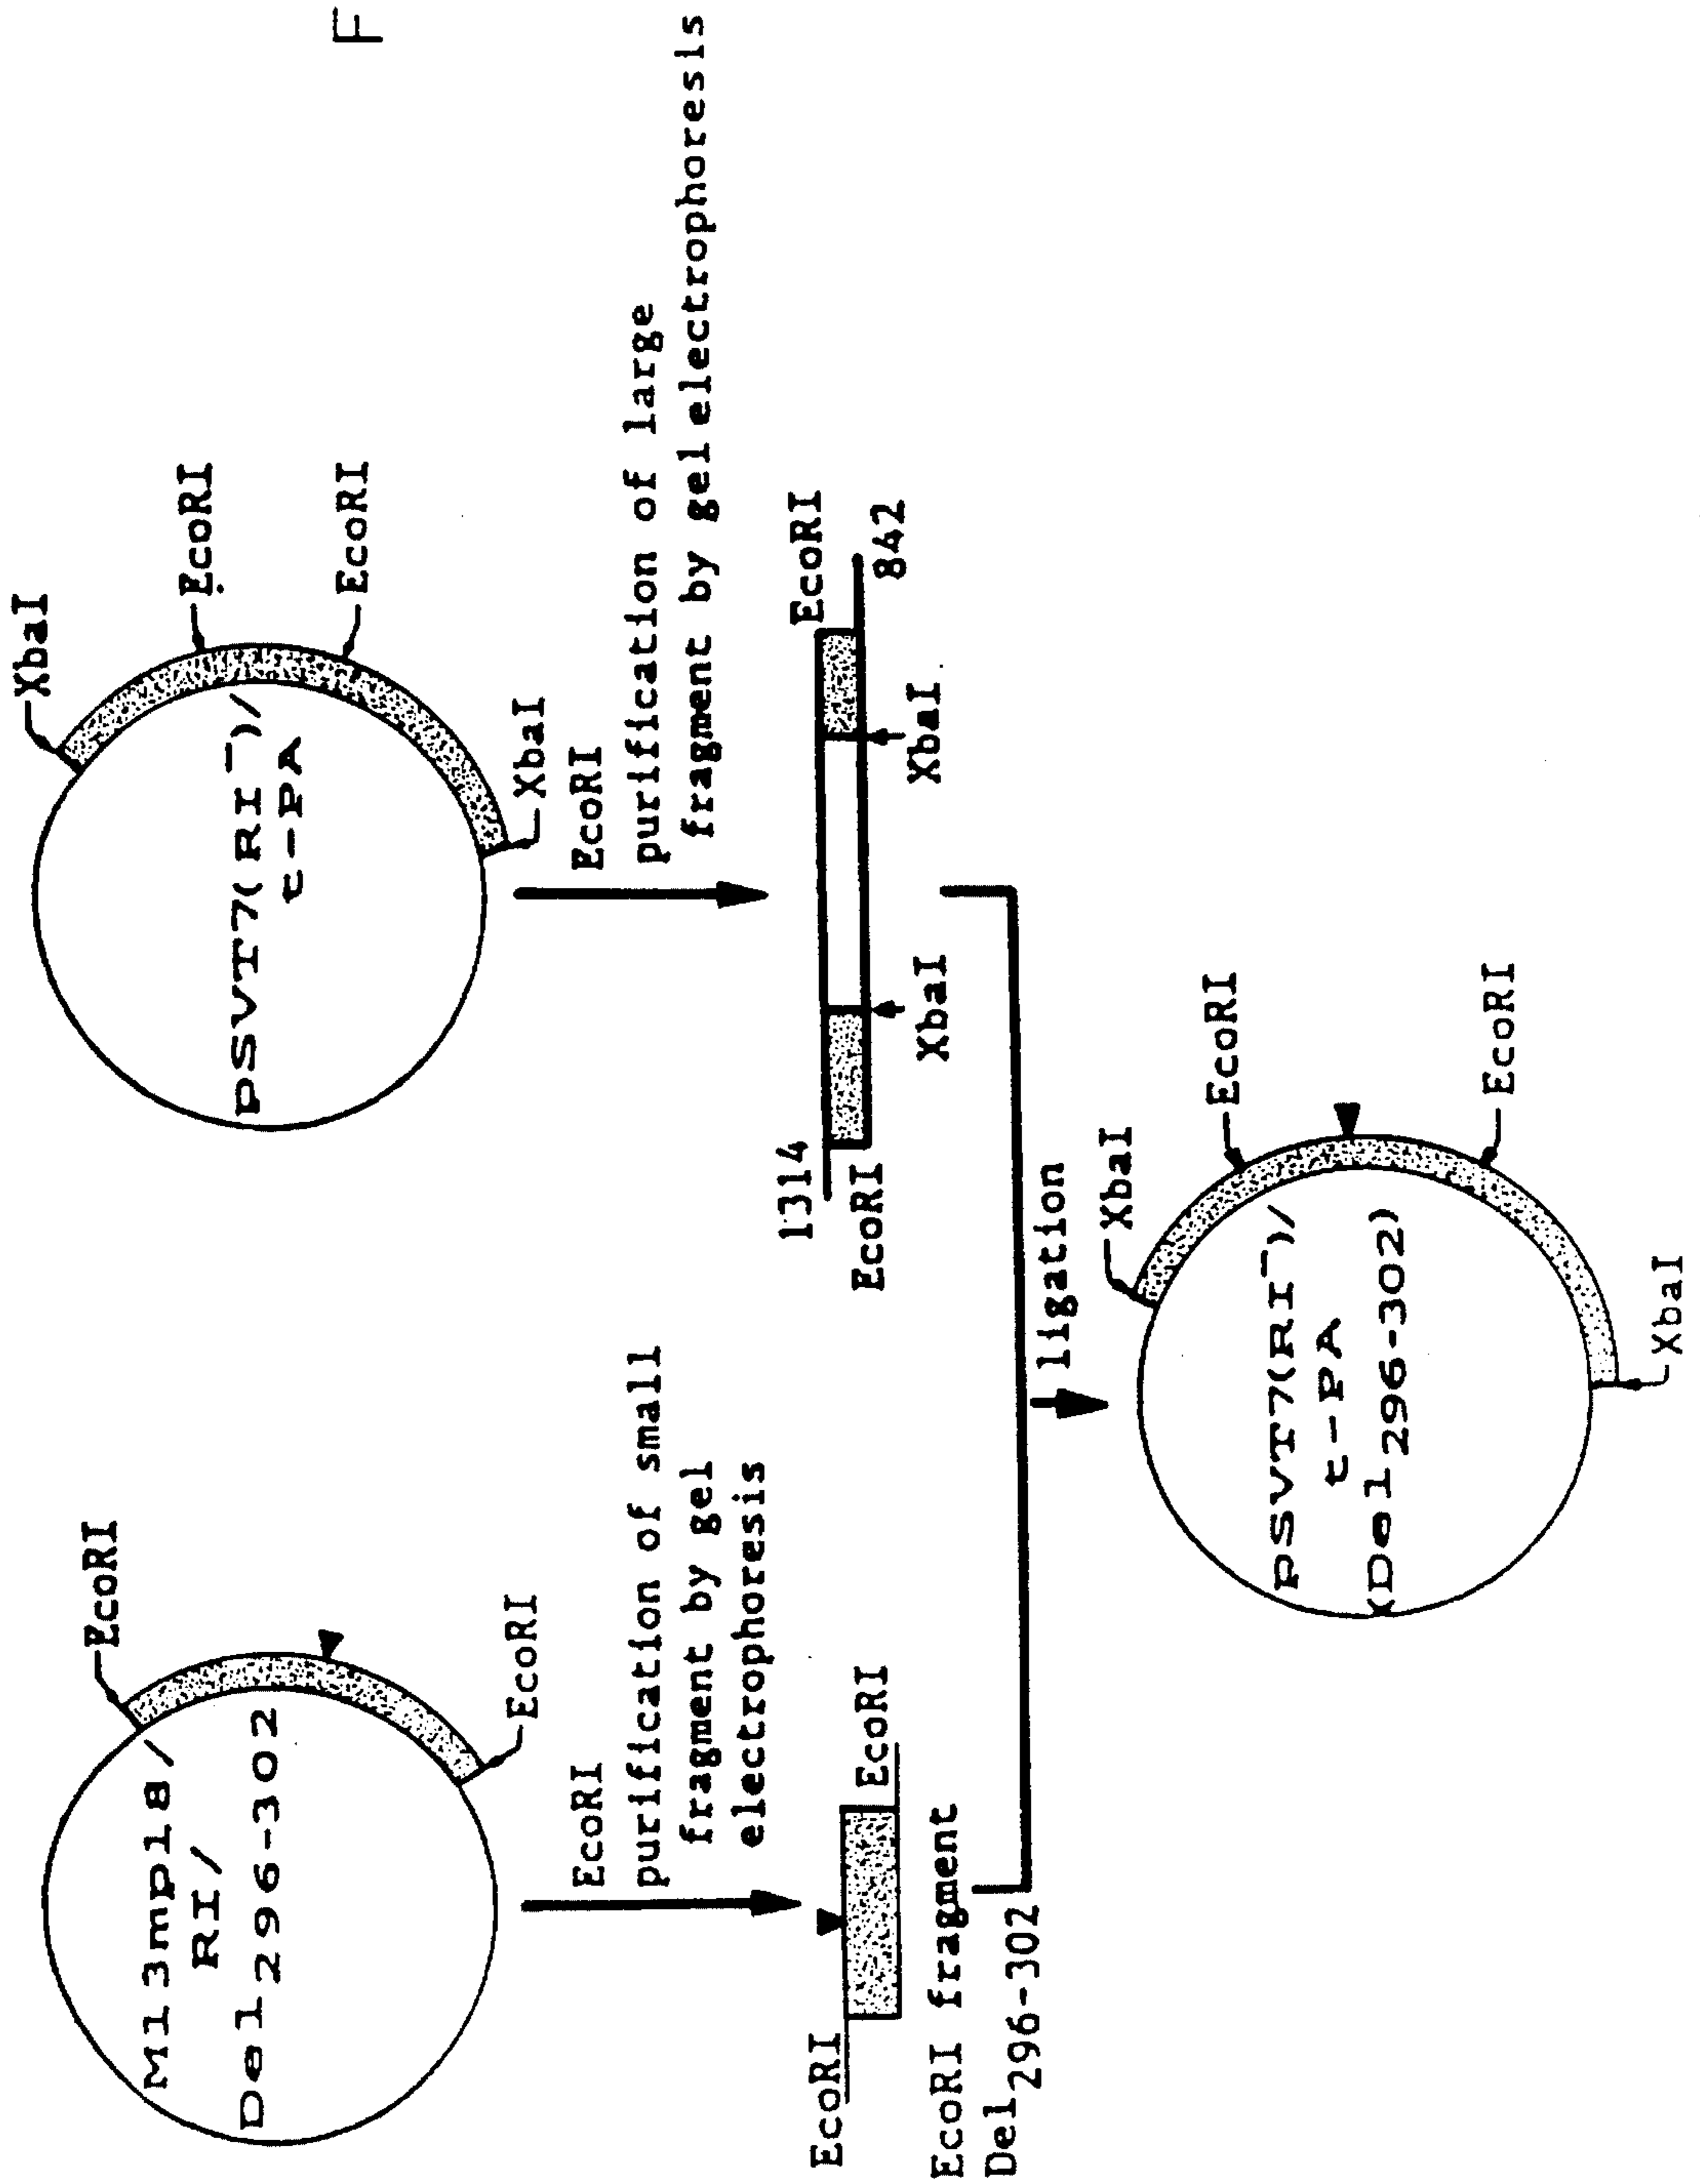 F
M13mp18/
RI/
Del296-302
EcoRI
EcoRI
EcoRI
purification of small
fragment by gel
electrophoresis
EcoRI
EcoRI
EcoRI fragment
Del296-302
pSVT7(RI-)/
t-PA
XbaI
EcoRI
EcoRI
XbaI
EcoRI
purification of large
fragment by gel electrophoresis
1314
EcoRI
XbaI
XbaI
EcoRI
842
ligation
pSVT7(RI-)/
t-PA
(Del296-302)
XbaI
EcoRI
EcoRI
XbaI